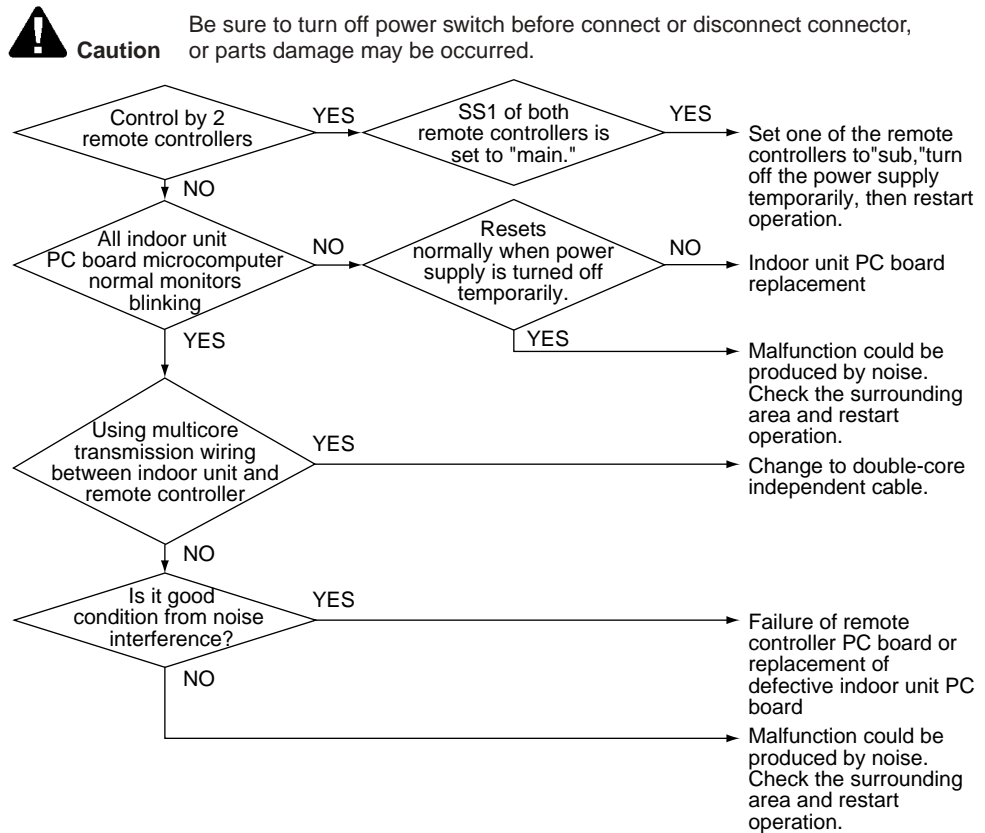 Be sure to turn off power switch before connect or disconnect connector,
Caution or parts damage may be occurred.
Control by 2
remote controllers
YES
SS1 of both
remote controllers is
set to "main."
YES
Set one of the remote
controllers to"sub,"turn
off the power supply
temporarily, then restart
operation.
NO
All indoor unit
PC board microcomputer
normal monitors
blinking
NO
Resets
normally when power
supply is turned off
temporarily.
NO
Indoor unit PC board
replacement
YES
YES
Malfunction could be
produced by noise.
Check the surrounding
area and restart
operation.
Using multicore
transmission wiring
between indoor unit and
remote controller
YES
Change to double-core
independent cable.
NO
Is it good
condition from noise
interference?
YES
Failure of remote
controller PC board or
replacement of
defective indoor unit PC
board
NO
Malfunction could be
produced by noise.
Check the surrounding
area and restart
operation.